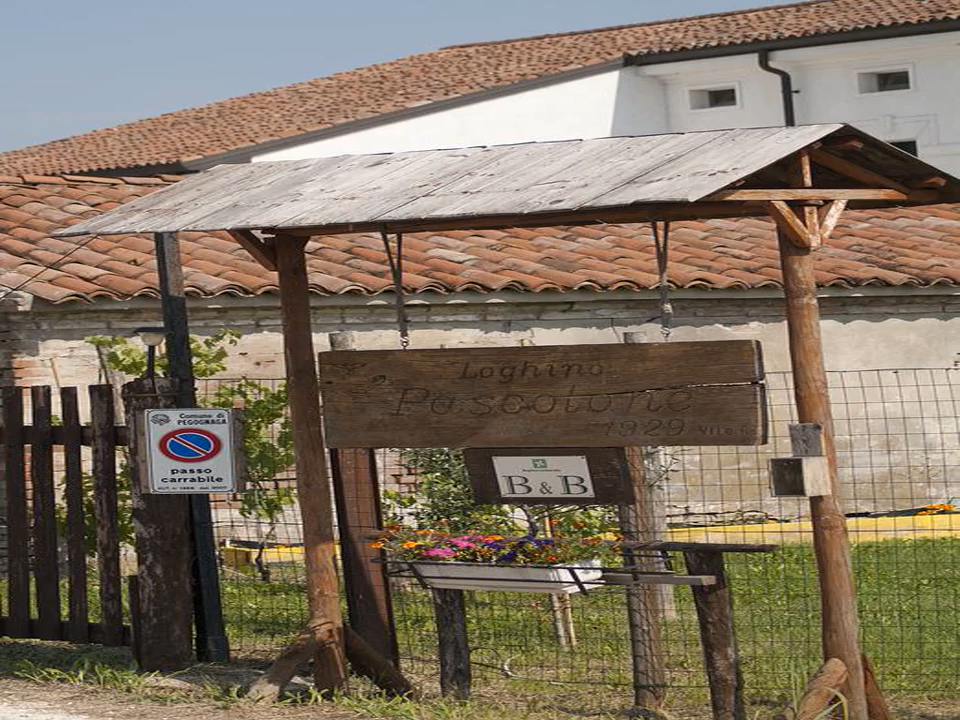 Comune di
PEGOGNAGA
passo
carrabile
Loghino
Pascolone
1929
B & B